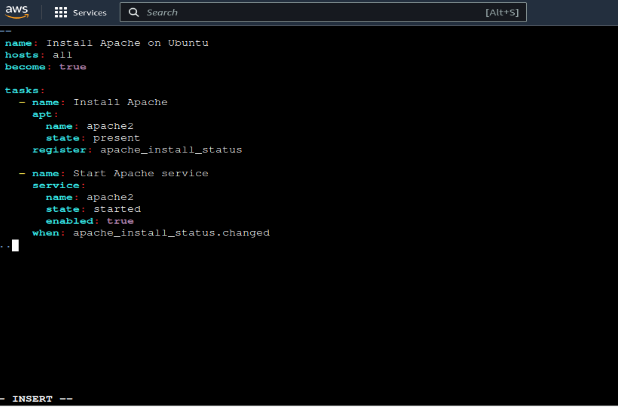 aws Services Search [Alt+S]
--
name: Install Apache on Ubuntu
hosts: all
become: true
tasks:
- name: Install Apache
apt:
name: apache2
state: present
register: apache_install_status
- name: Start Apache service
service:
name: apache2
state: started
enabled: true
when: apache_install_status.changed
..
- INSERT --